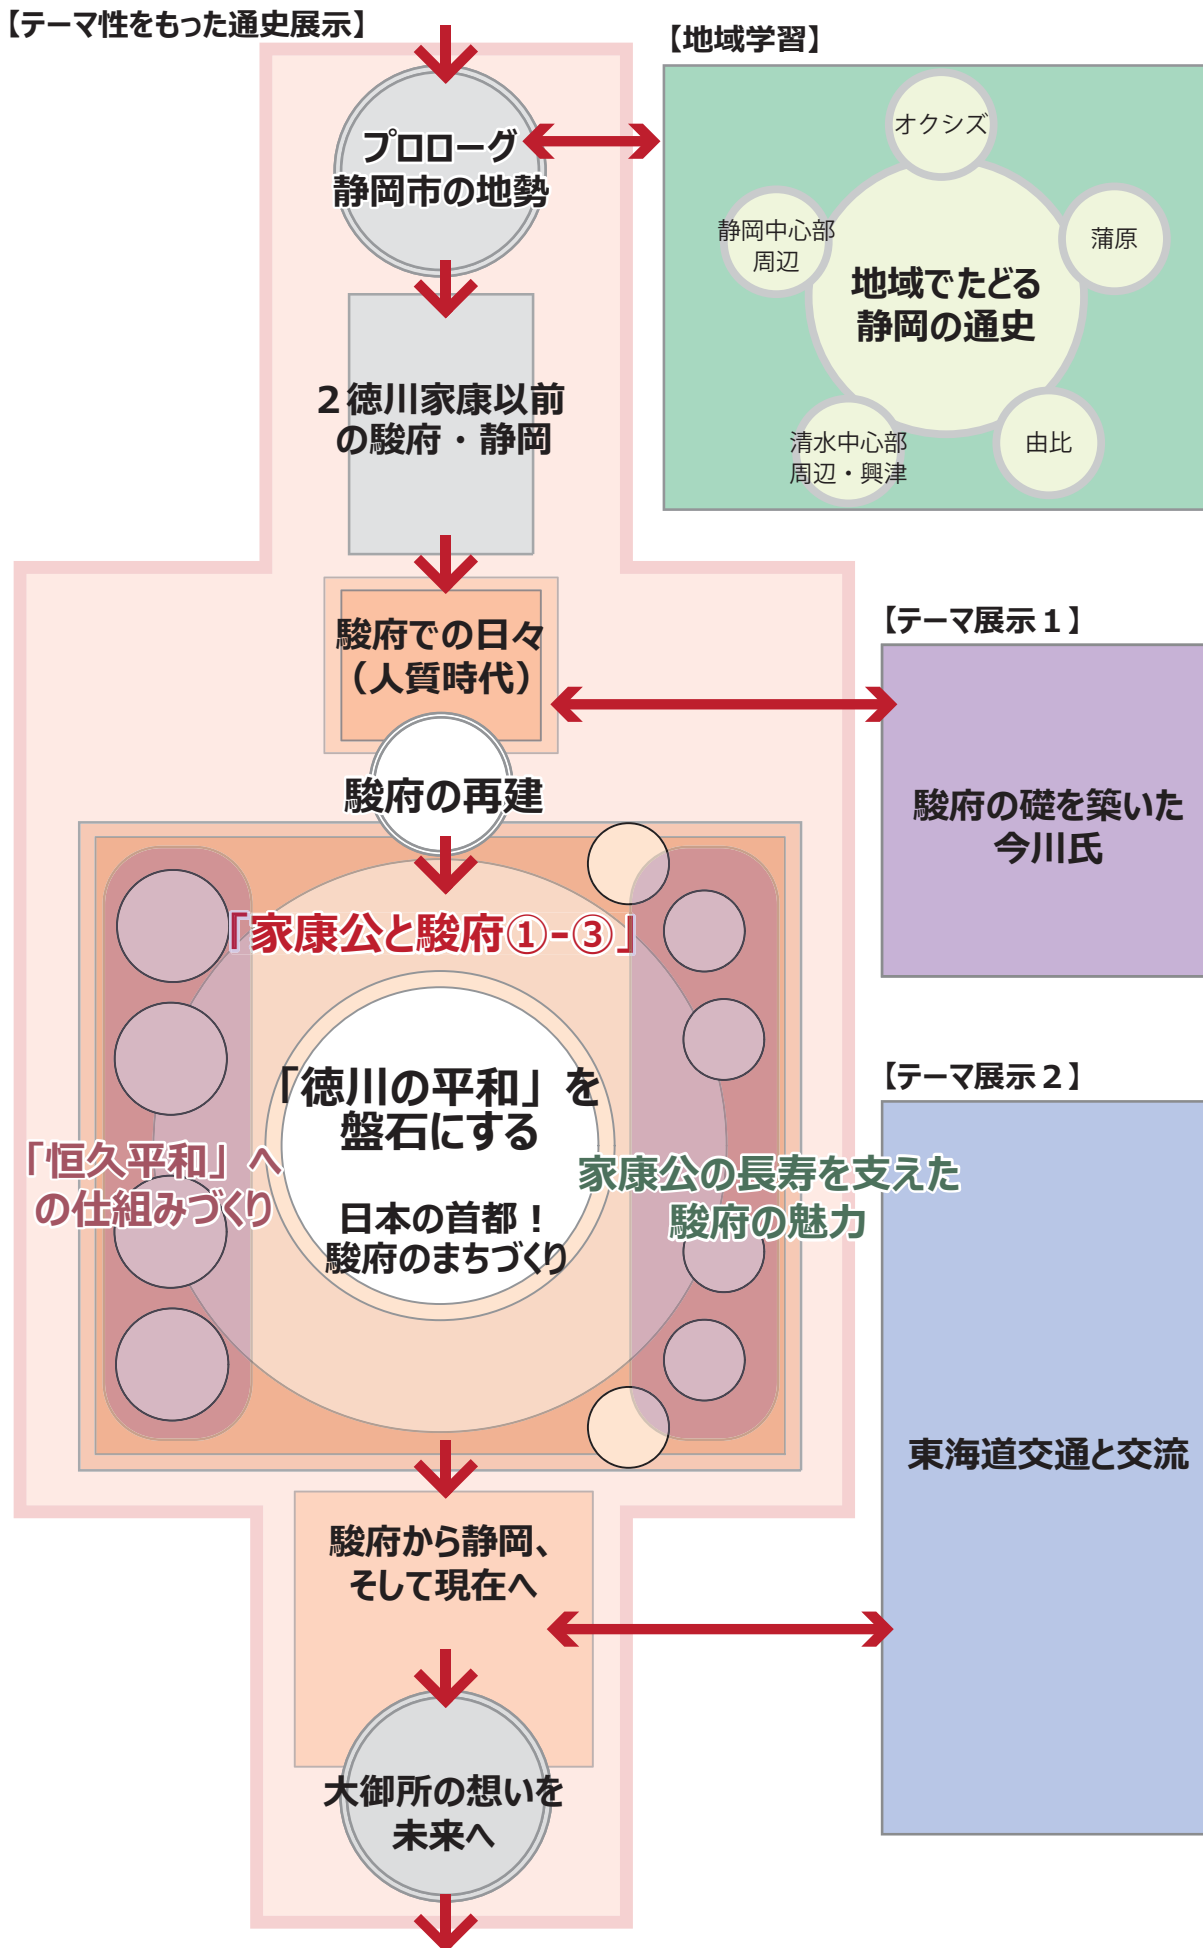 【テーマ性をもった通史展示】
プロローグ
静岡市の地勢
2徳川家康以前
の駿府・静岡
駿府での日々
（人質時代）
駿府の再建
「家康公と駿府①-③」
「徳川の平和」を
盤石にする
日本の首都！
駿府のまちづくり
「恒久平和」へ
の仕組みづくり
家康公の長寿を支えた
駿府の魅力
駿府から静岡、
そして現在へ
大御所の想いを
未来へ
【地域学習】
オクシズ
静岡中心部
周辺
蒲原
地域でたどる
静岡の通史
清水中心部
周辺・興津
由比
【テーマ展示1】
駿府の礎を築いた
今川氏
【テーマ展示2】
東海道交通と交流